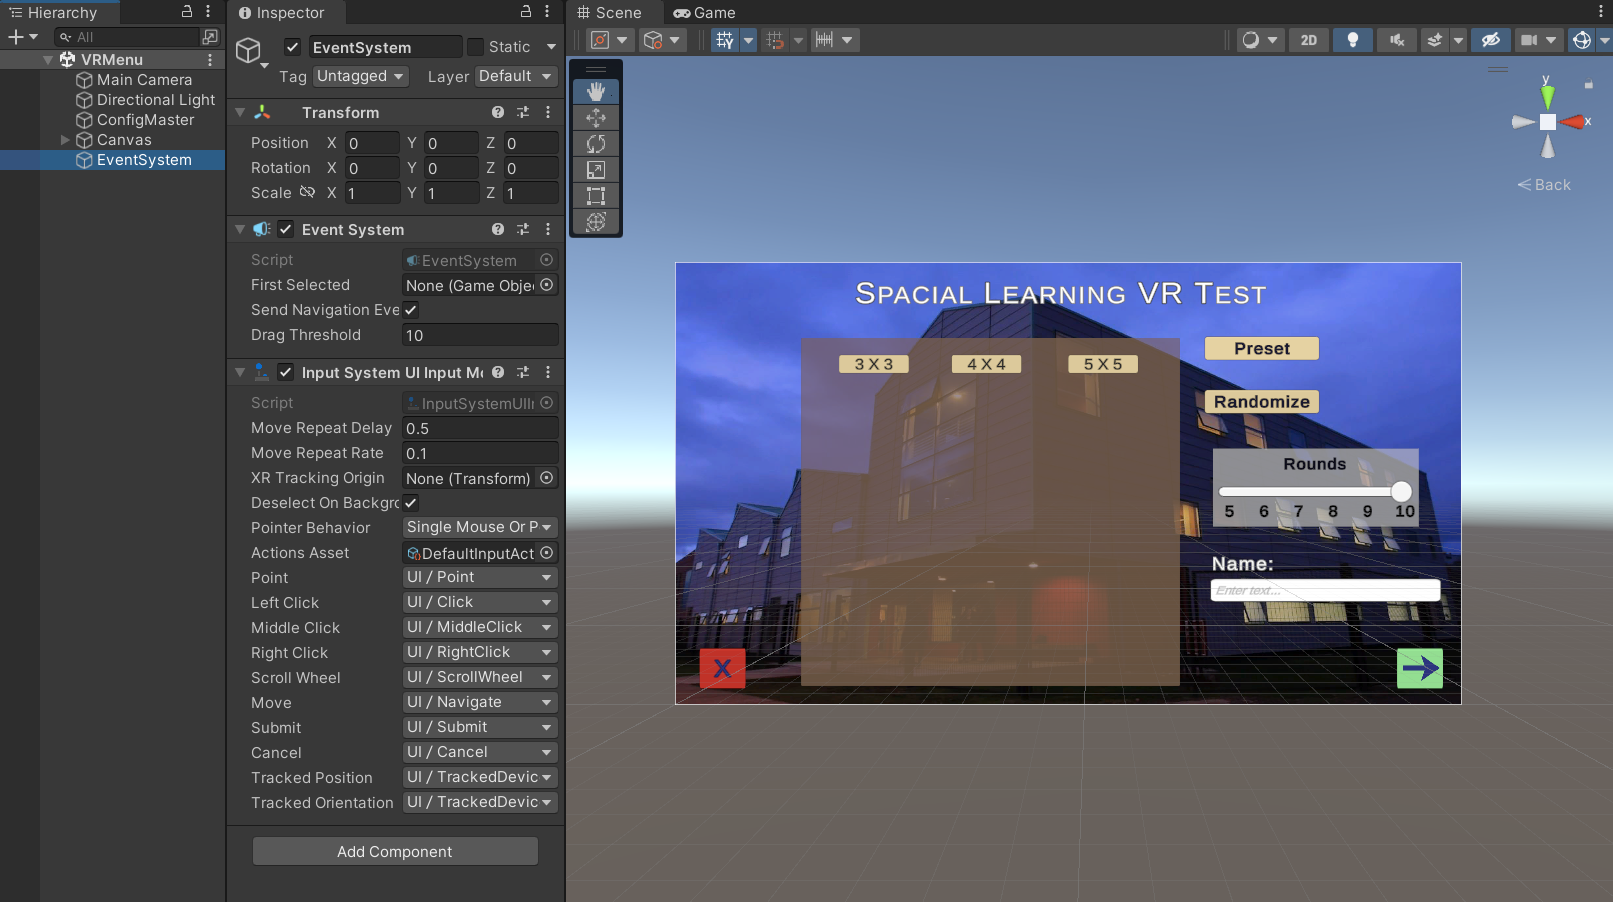 Hierarchy
All
VRMenu
Main Camera
Directional Light
ConfigMaster
Canvas
EventSystem
Inspector
EventSystem
Static
Tag Untagged Layer Default
Transform
Position X 0 Y 0 Z 0
Rotation X 0 Y 0 Z 0
Scale X 1 Y 1 Z 1
Event System
Script EventSystem
First Selected None (Game Obje
Send Navigation Eve
Drag Threshold 10
Input System UI Input Mo
Script InputSystemUII
Move Repeat Delay 0.5
Move Repeat Rate 0.1
XR Tracking Origin None (Transform)
Deselect On Backgro
Pointer Behavior Single Mouse Or P
Actions Asset DefaultInputAct
Point UI / Point
Left Click UI / Click
Middle Click UI / MiddleClick
Right Click UI / RightClick
Scroll Wheel UI / ScrollWheel
Move UI / Navigate
Submit UI / Submit
Cancel UI / Cancel
Tracked Position UI / TrackedDevic
Tracked Orientation UI / TrackedDevic
Add Component
Scene Game
2D
y
x
Back
Spacial Learning VR Test
3 X 3 4 X 4 5 X 5
Preset
Randomize
Rounds
5 6 7 8 9 10
Name:
Enter text...
X